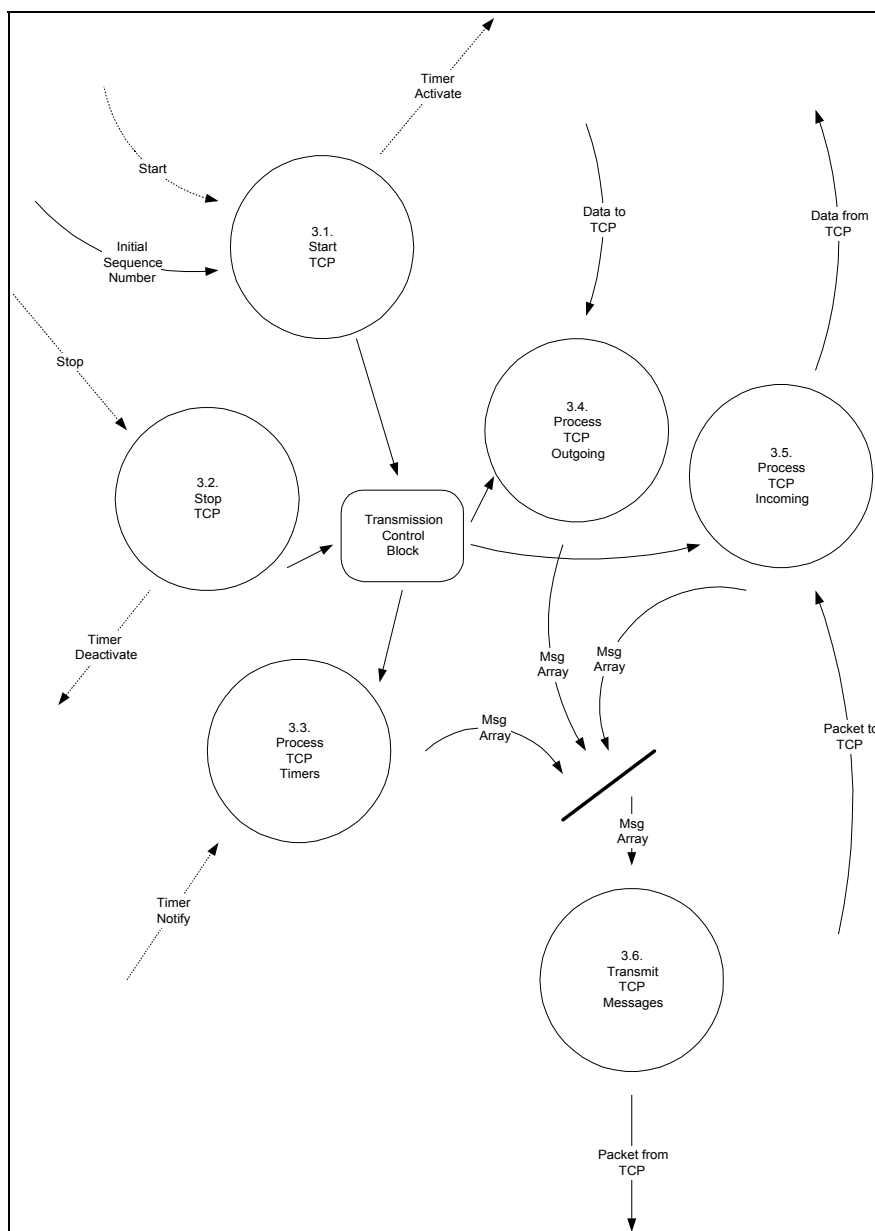 Timer
Activate
Start
3.1.
Start
TCP
Initial
Sequence
Number
Data to
TCP
Data from
TCP
Stop
3.2.
Stop
TCP
3.4.
Process
TCP
Outgoing
3.5.
Process
TCP
Incoming
Transmission
Control
Block
Timer
Deactivate
Msg
Array
Msg
Array
3.3.
Process
TCP
Timers
Msg
Array
Packet to
TCP
Msg
Array
Timer
Notify
3.6.
Transmit
TCP
Messages
Packet from
TCP